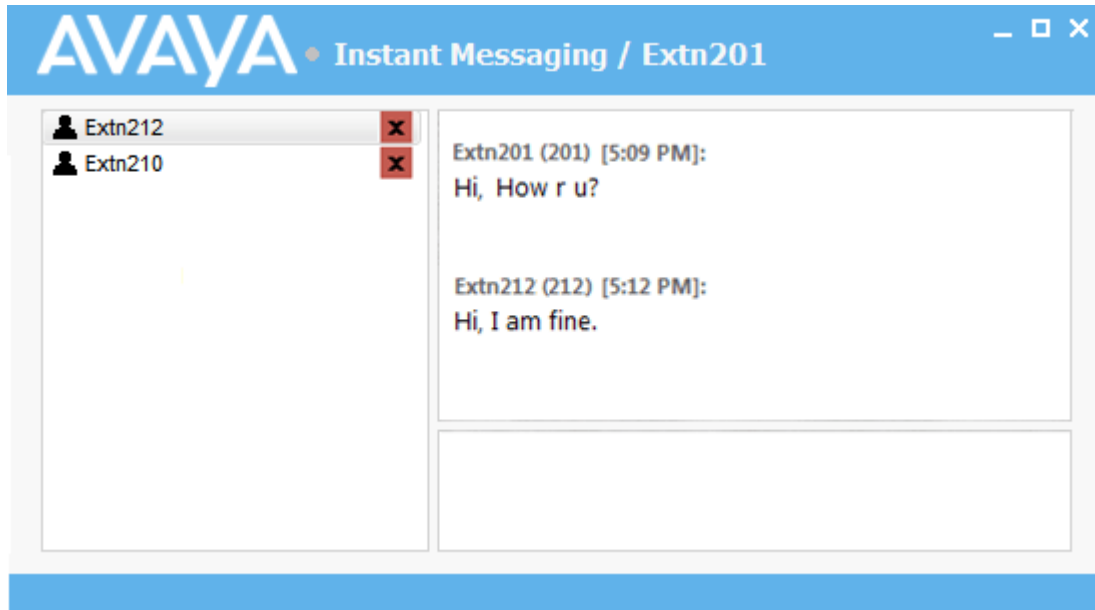 AVAYA • Instant Messaging / Extn201
Extn212
Extn210
Extn201 (201) [5:09 PM]:
Hi, How r u?
Extn212 (212) [5:12 PM]:
Hi, I am fine.